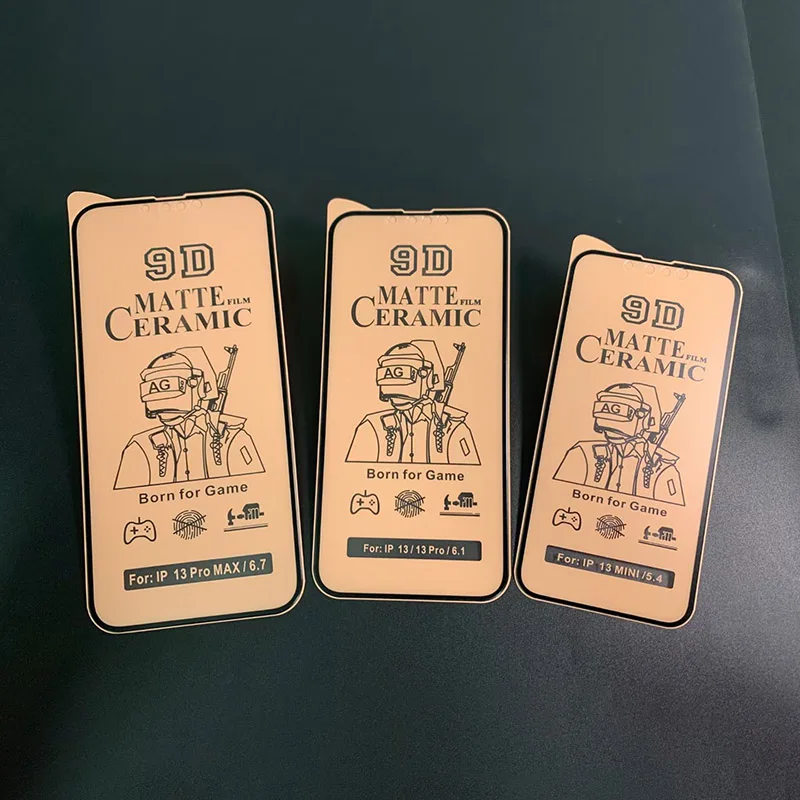 9D
MATTE FILM
CERAMIC
AG
Born for Game
For: IP 13 Pro MAX / 6.7
9D
MATTE FILM
CERAMIC
AG
Born for Game
For: IP 13 / 13 Pro / 6.1
9D
MATTE FILM
CERAMIC
AG
Born for Game
For: IP 13 MINI /5.4